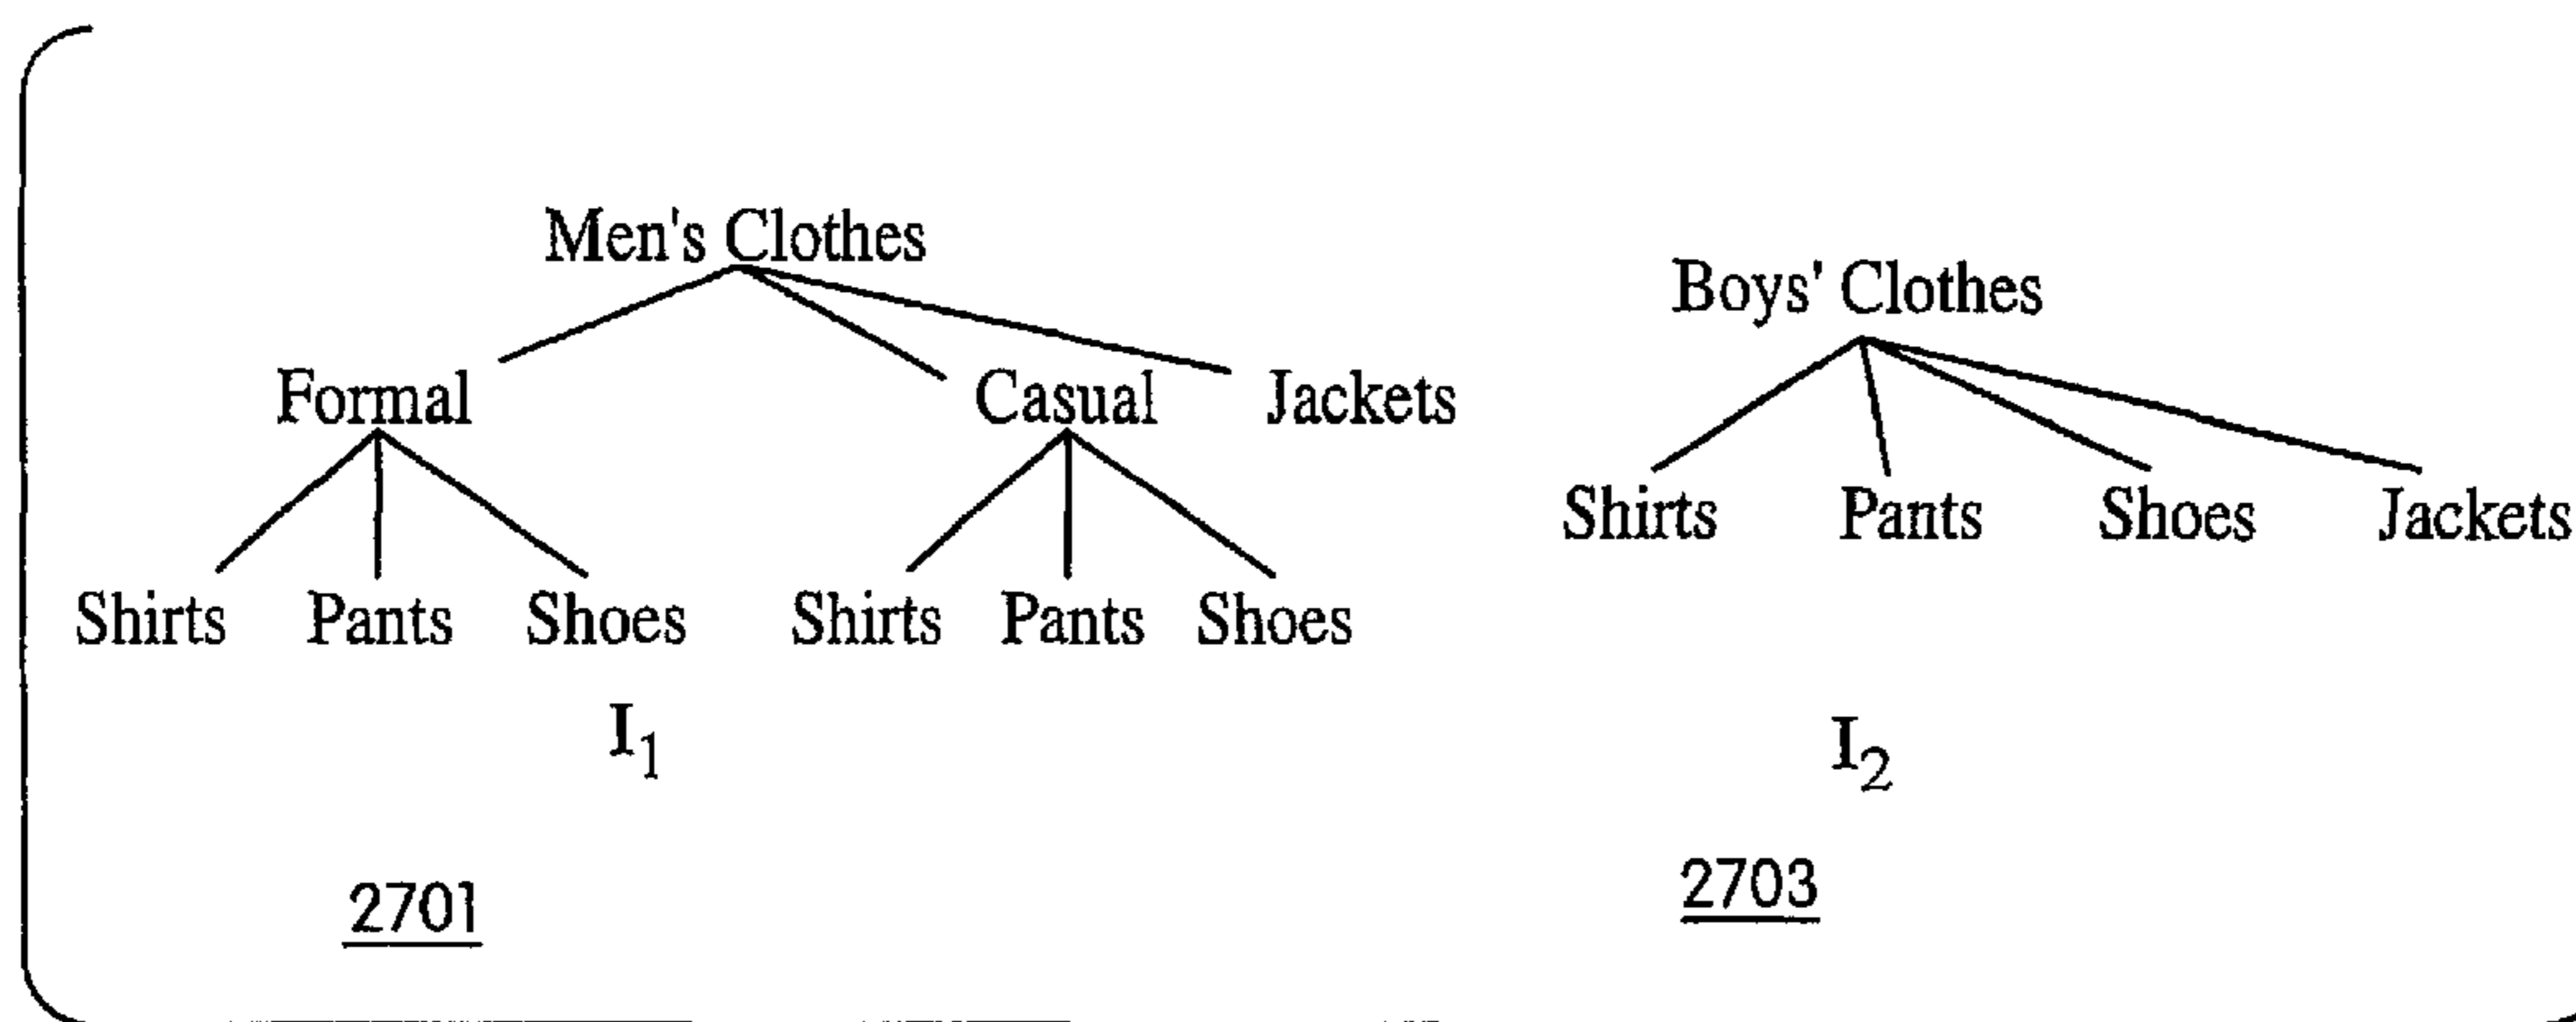 Men's Clothes
Formal Casual Jackets
Shirts Pants Shoes Shirts Pants Shoes
I1
2701
Boys' Clothes
Shirts Pants Shoes Jackets
I2
2703